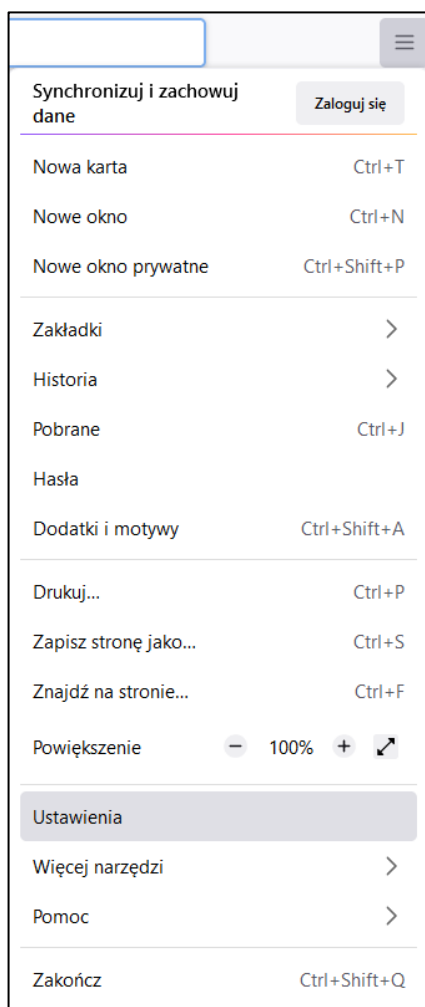 Synchronizuj i zachowuj
dane
Zaloguj się
Nowa karta Ctrl+T
Nowe okno Ctrl+N
Nowe okno prywatne Ctrl+Shift+P
Zakładki
Historia
Pobrane Ctrl+J
Hasła
Dodatki i motywy Ctrl+Shift+A
Drukuj... Ctrl+P
Zapisz stronę jako... Ctrl+S
Znajdź na stronie... Ctrl+F
Powiększenie − 100% +
Ustawienia
Więcej narzędzi
Pomoc
Zakończ Ctrl+Shift+Q